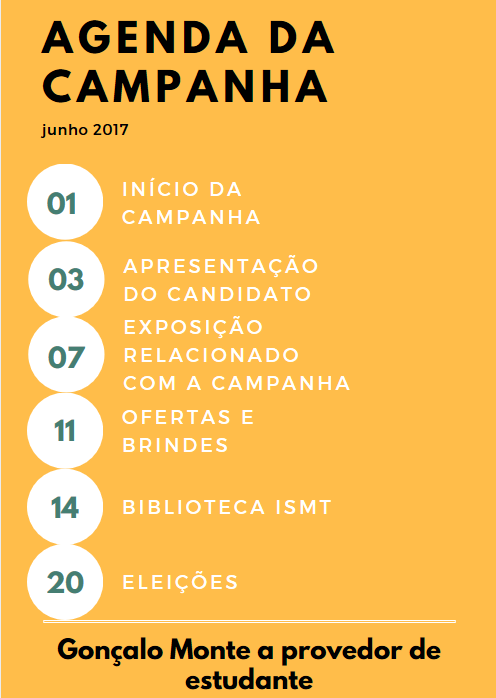 AGENDA DA
CAMPANHA
junho 2017
01
INÍCIO DA
CAMPANHA
03
APRESENTAÇÃO
DO CANDIDATO
07
EXPOSIÇÃO
RELACIONADO
COM A CAMPANHA
11
OFERTAS E
BRINDES
14
BIBLIOTECA ISMT
20
ELEIÇÕES
Gonçalo Monte a provedor de
estudante